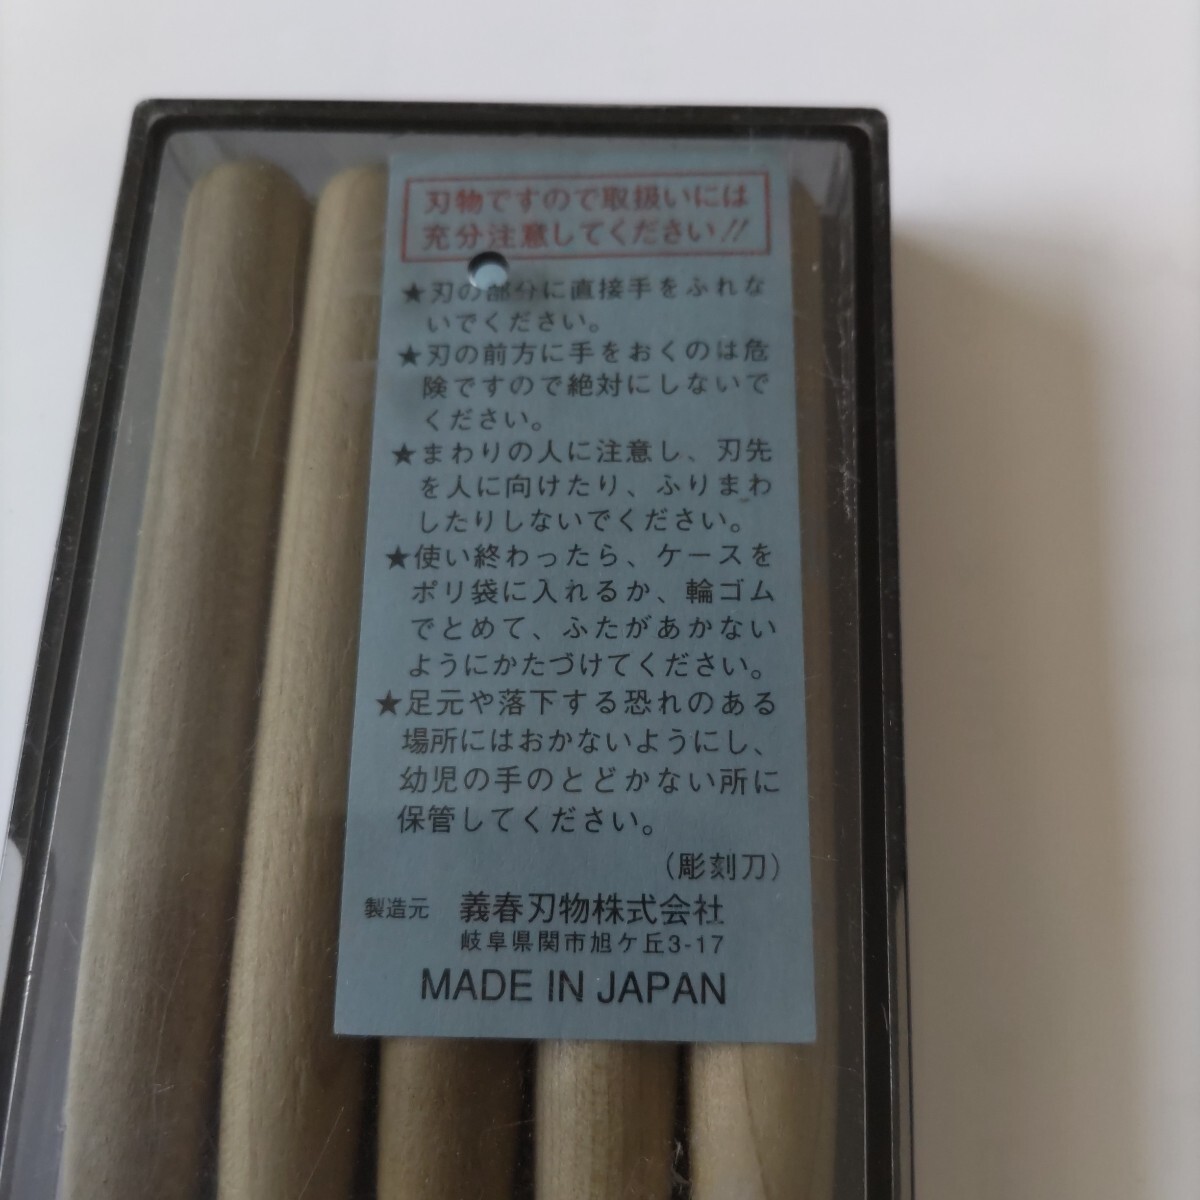 刃物ですので取扱いには
充分注意してください!!
★刃の部分に直接手をふれな
いでください。
★刃の前方に手をおくのは危
険ですので絶対にしないで
ください。
★まわりの人に注意し、刃先
を人に向けたり、ふりまわ
したりしないでください。
★使い終わったら、ケースを
ポリ袋に入れるか、輪ゴム
でとめて、ふたがあかない
ようにかたづけてください。
★足元や落下する恐れのある
場所にはおかないようにし、
幼児の手のとどかない所に
保管してください。
(彫刻刀)
製造元 義春刃物株式会社
岐阜県関市旭ケ丘3-17
MADE IN JAPAN